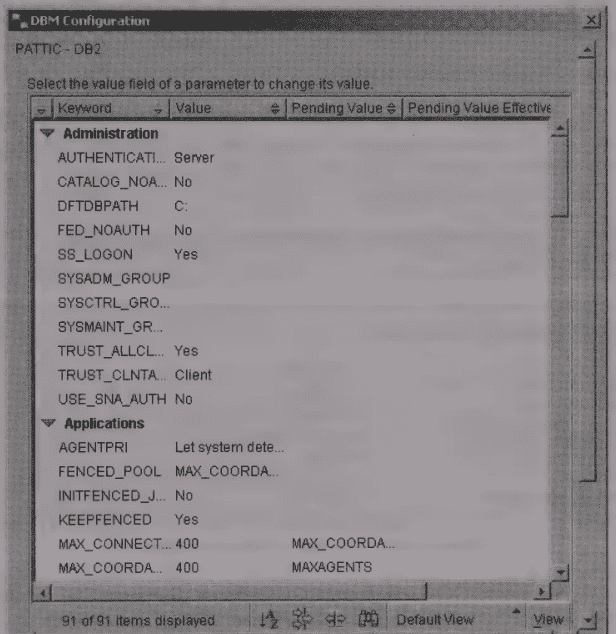 DBM Configuration
PATTIC - DB2
Select the value field of a parameter to change its value.
Keyword Value Pending Value Pending Value Effective
Administration
AUTHENTICATI... Server
CATALOG_NOA... No
DFTDBPATH C:
FED_NOAUTH No
SS_LOGON Yes
SYSADM_GROUP
SYSCTRL_GRO...
SYSMAINT_GR...
TRUST_ALLCL... Yes
TRUST_CLNTA... Client
USE_SNA_AUTH No
Applications
AGENTPRI Let system dete...
FENCED_POOL MAX_COORDA...
INITFENCED_J... No
KEEPFENCED Yes
MAX_CONNECT... 400 MAX_COORDA...
MAX_COORDA... 400 MAXAGENTS
91 of 91 items displayed Default View View